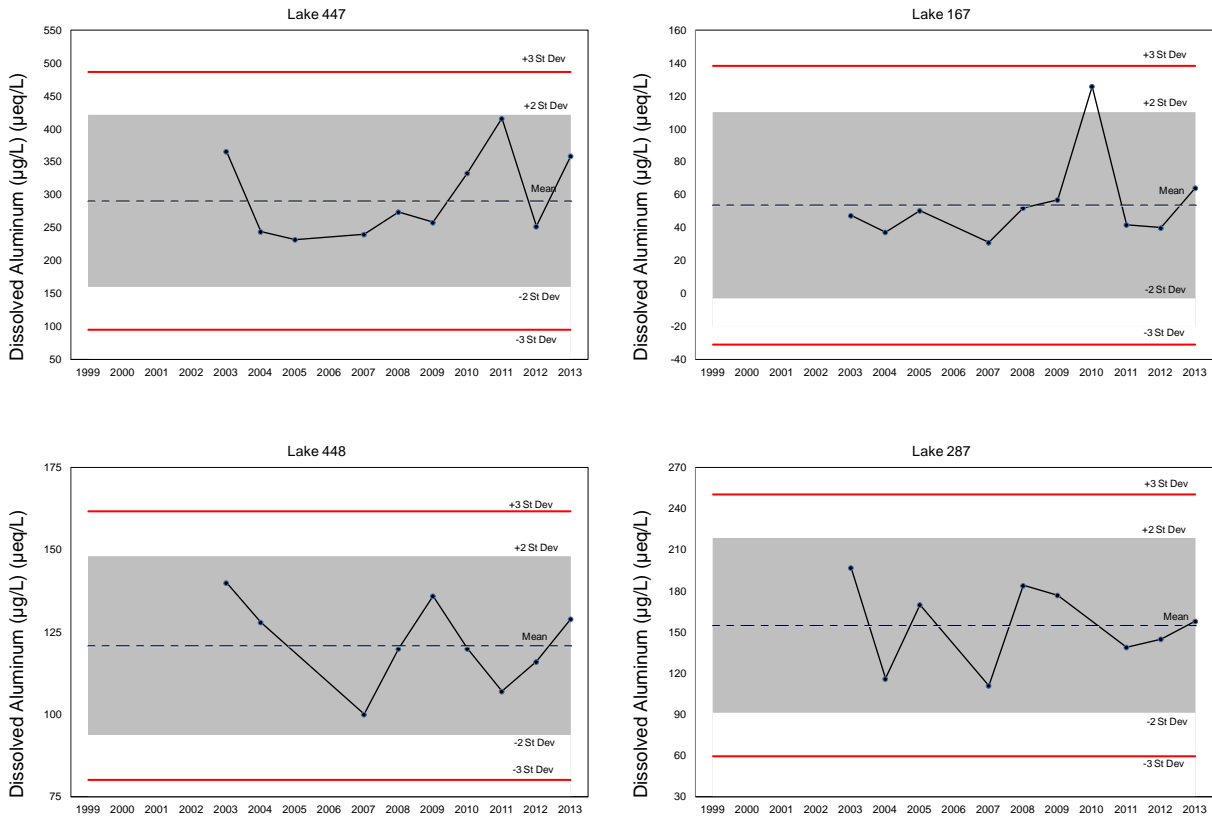 Lake 447
Dissolved Aluminum (µg/L) (µeq/L)
550
500
450
400
350
300
250
200
150
100
50
+3 St Dev
+2 St Dev
Mean
-2 St Dev
-3 St Dev
1999 2000 2001 2002 2003 2004 2005 2006 2007 2008 2009 2010 2011 2012 2013
Lake 167
Dissolved Aluminum (µg/L) (µeq/L)
160
140
120
100
80
60
40
20
0
-20
-40
+3 St Dev
+2 St Dev
Mean
-2 St Dev
-3 St Dev
1999 2000 2001 2002 2003 2004 2005 2006 2007 2008 2009 2010 2011 2012 2013
Lake 448
Dissolved Aluminum (µg/L) (µeq/L)
175
150
125
100
75
+3 St Dev
+2 St Dev
Mean
-2 St Dev
-3 St Dev
1999 2000 2001 2002 2003 2004 2005 2006 2007 2008 2009 2010 2011 2012 2013
Lake 287
Dissolved Aluminum (µg/L) (µeq/L)
270
240
210
180
150
120
90
60
30
+3 St Dev
+2 St Dev
Mean
-2 St Dev
-3 St Dev
1999 2000 2001 2002 2003 2004 2005 2006 2007 2008 2009 2010 2011 2012 2013